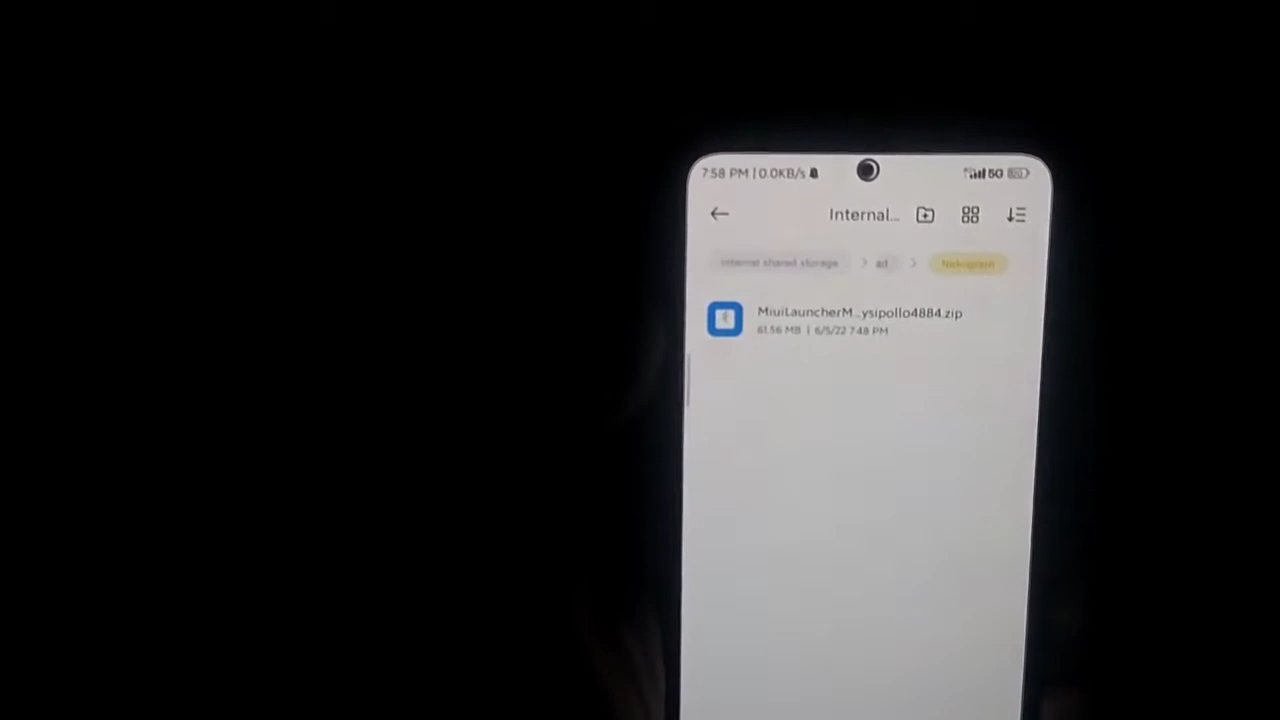 7:58 PM | 0.0KB/s 5G
Internal...
Internal shared storage > ad > Nekogram
MiuiLauncherM...ysipollo4884.zip
61.56 MB | 6/5/22 7:48 PM